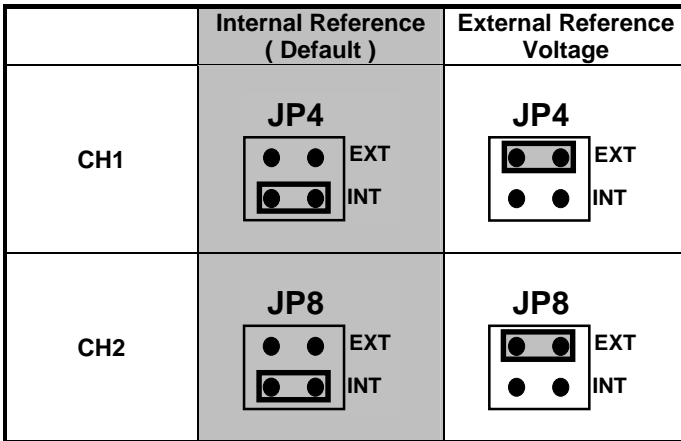 Internal Reference
( Default )
External Reference
Voltage
CH1
JP4
EXT
INT
JP4
EXT
INT
CH2
JP8
EXT
INT
JP8
EXT
INT